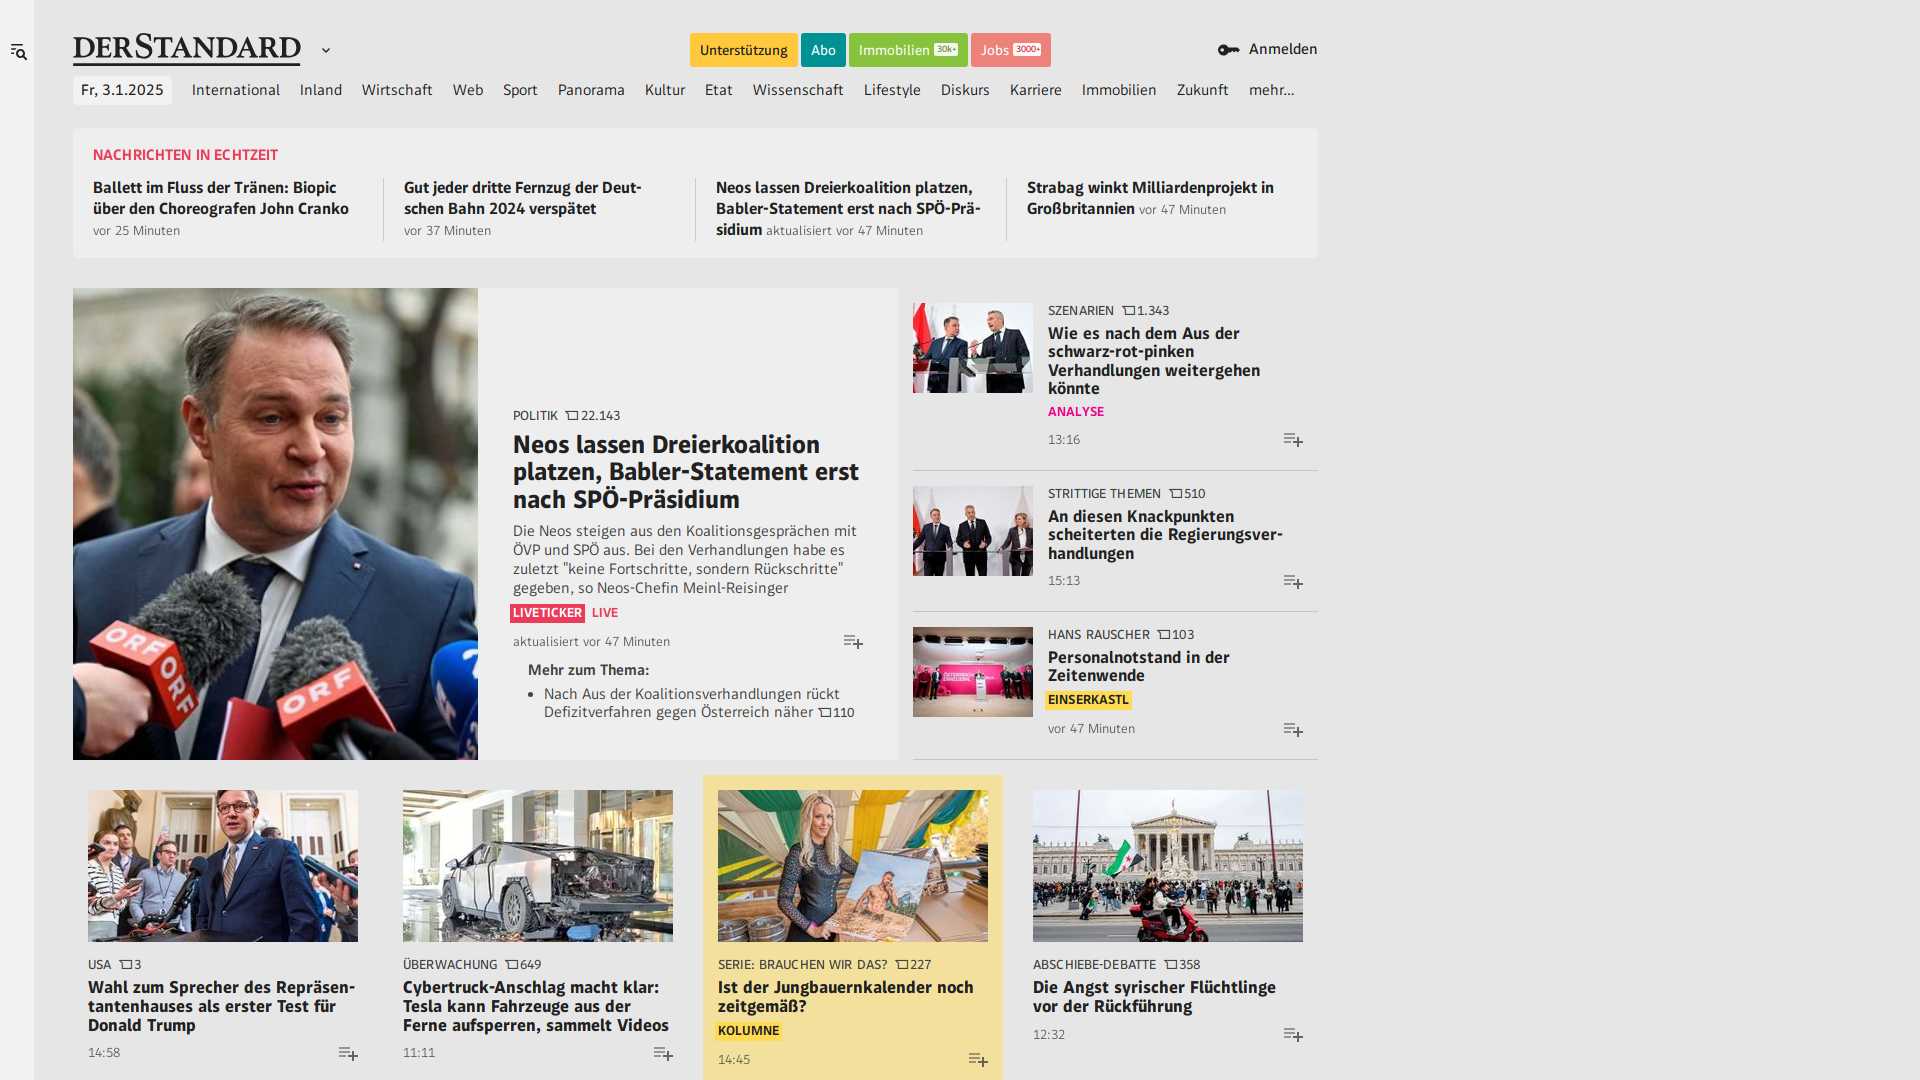 DERSTANDARD
Unterstützung
Abo
Immobilien 30k+
Jobs 3000+
Anmelden
Fr, 3.1.2025
International
Inland
Wirtschaft
Web
Sport
Panorama
Kultur
Etat
Wissenschaft
Lifestyle
Diskurs
Karriere
Immobilien
Zukunft
mehr...
NACHRICHTEN IN ECHTZEIT
Ballett im Fluss der Tränen: Biopic
über den Choreografen John Cranko
vor 25 Minuten
Gut jeder dritte Fernzug der Deut-
schen Bahn 2024 verspätet
vor 37 Minuten
Neos lassen Dreierkoalition platzen,
Babler-Statement erst nach SPÖ-Prä-
sidium aktualisiert vor 47 Minuten
Strabag winkt Milliardenprojekt in
Großbritannien vor 47 Minuten
ORF
ORF
ORF
POLITIK 22.143
Neos lassen Dreierkoalition
platzen, Babler-Statement erst
nach SPÖ-Präsidium
Die Neos steigen aus den Koalitionsgesprächen mit
ÖVP und SPÖ aus. Bei den Verhandlungen habe es
zuletzt "keine Fortschritte, sondern Rückschritte"
gegeben, so Neos-Chefin Meinl-Reisinger
LIVETICKER LIVE
aktualisiert vor 47 Minuten
Mehr zum Thema:
• Nach Aus der Koalitionsverhandlungen rückt
Defizitverfahren gegen Österreich näher 110
SZENARIEN 1.343
Wie es nach dem Aus der
schwarz-rot-pinken
Verhandlungen weitergehen
könnte
ANALYSE
13:16
STRITTIGE THEMEN 510
An diesen Knackpunkten
scheiterten die Regierungsver-
handlungen
15:13
HANS RAUSCHER 103
Personalnotstand in der
Zeitenwende
EINSERKASTL
vor 47 Minuten
USA 3
Wahl zum Sprecher des Repräsen-
tantenhauses als erster Test für
Donald Trump
14:58
ÜBERWACHUNG 649
Cybertruck-Anschlag macht klar:
Tesla kann Fahrzeuge aus der
Ferne aufsperren, sammelt Videos
11:11
SERIE: BRAUCHEN WIR DAS? 227
Ist der Jungbauernkalender noch
zeitgemäß?
KOLUMNE
14:45
ABSCHIEBE-DEBATTE 358
Die Angst syrischer Flüchtlinge
vor der Rückführung
12:32